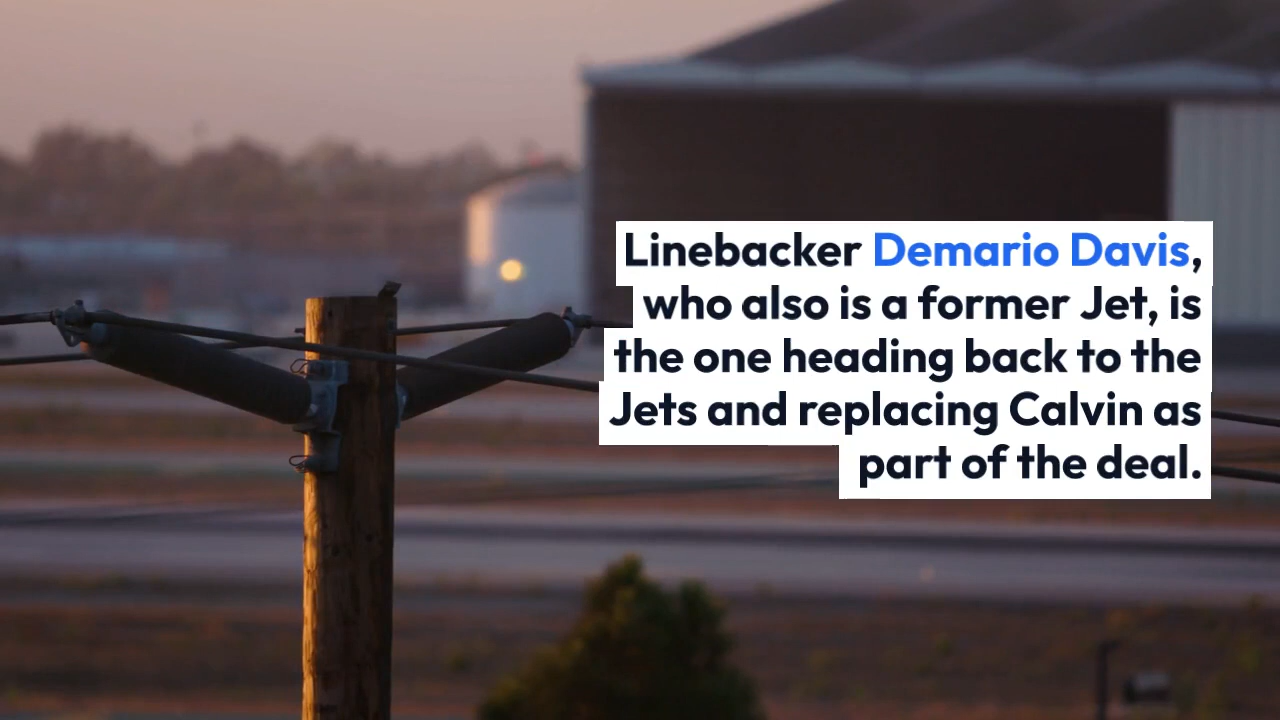 Linebacker Demario Davis,
who also is a former Jet, is
the one heading back to the
Jets and replacing Calvin as
part of the deal.